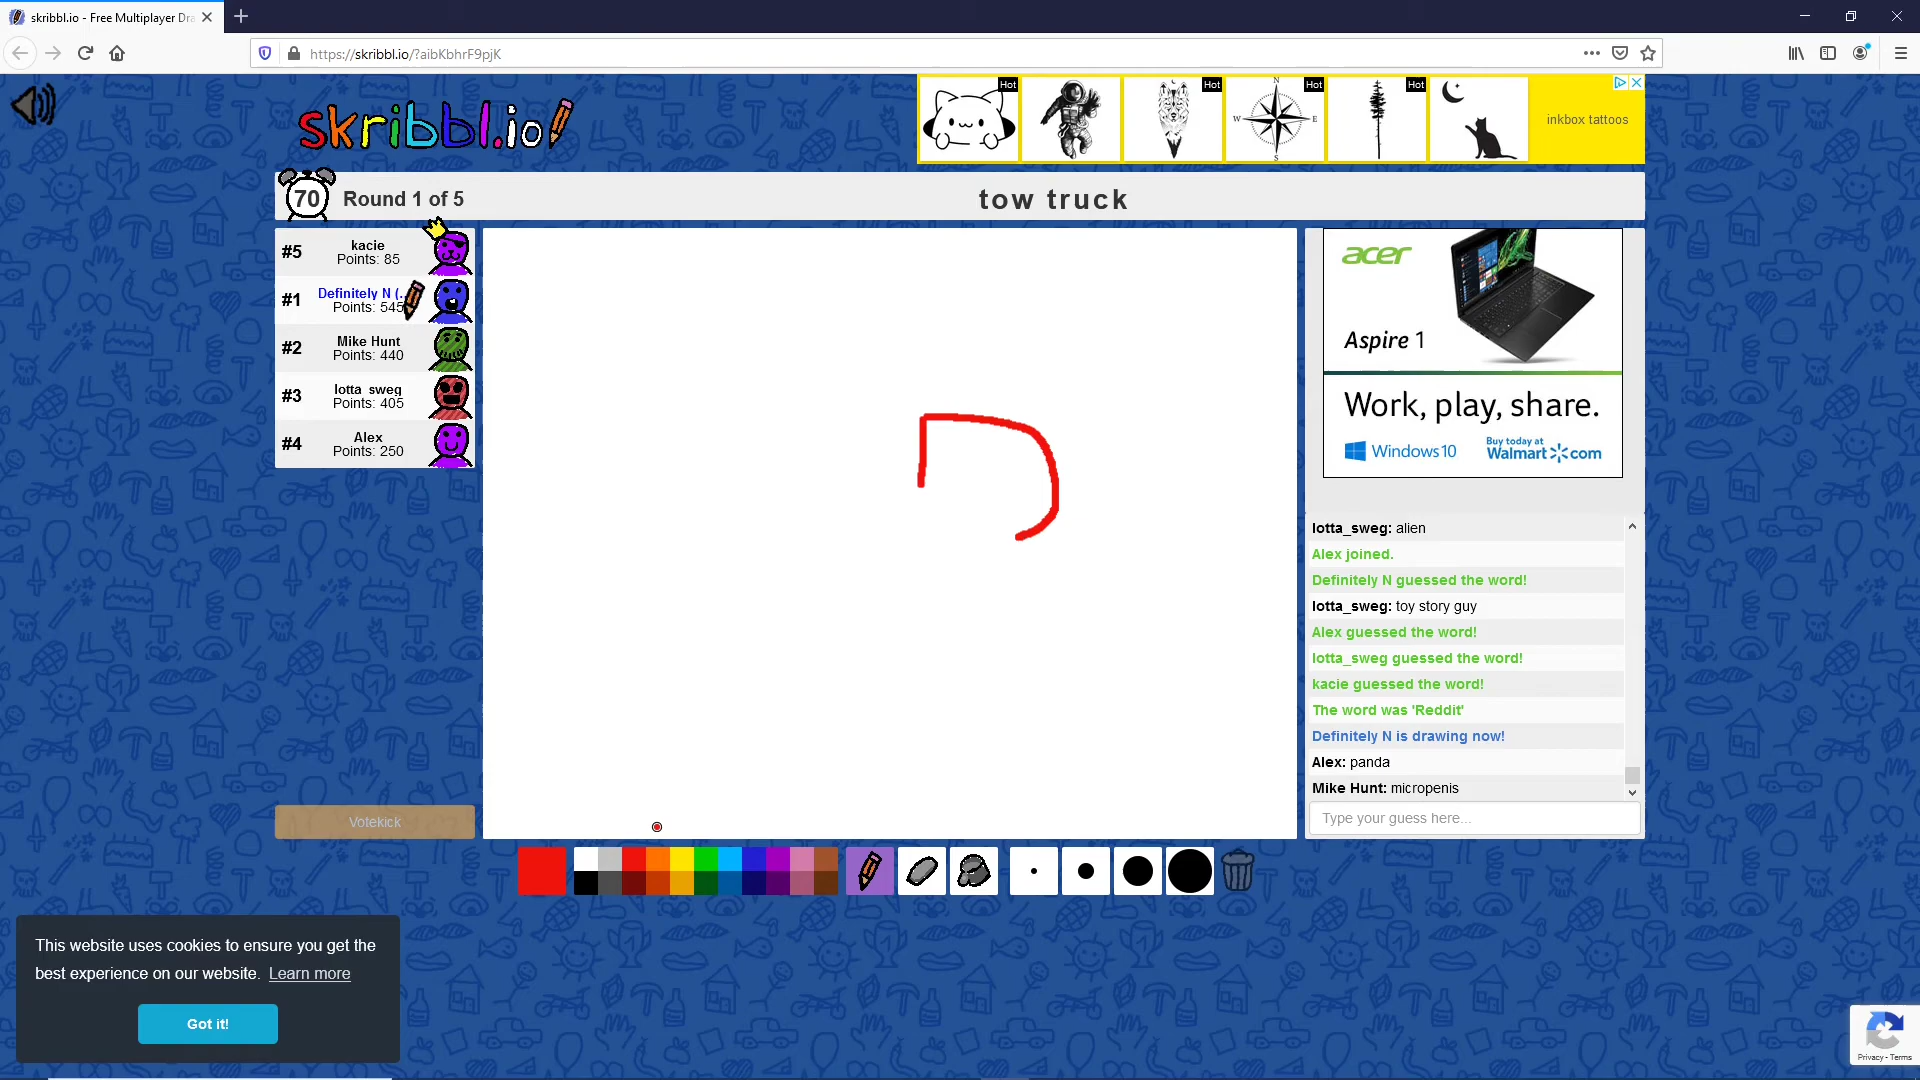 skribbl.io - Free Multiplayer Dra
https://skribbl.io/?aibKbhrF9pjK
skribbl.io
Hot
Hot
Hot
Hot
N
W
E
S
inkbox tattoos
70
Round 1 of 5
tow truck
#5
kacie
Points: 85
#1
Definitely N (..
Points: 545
#2
Mike Hunt
Points: 440
#3
lotta_sweg
Points: 405
#4
Alex
Points: 250
Votekick
acer
Aspire 1
Work, play, share.
Windows10
Buy today at
Walmart.com
lotta_sweg: alien
Alex joined.
Definitely N guessed the word!
lotta_sweg: toy story guy
Alex guessed the word!
lotta_sweg guessed the word!
kacie guessed the word!
The word was 'Reddit'
Definitely N is drawing now!
Alex: panda
Mike Hunt: micropenis
Type your guess here...
This website uses cookies to ensure you get the
best experience on our website. Learn more
Got it!
Privacy - Terms